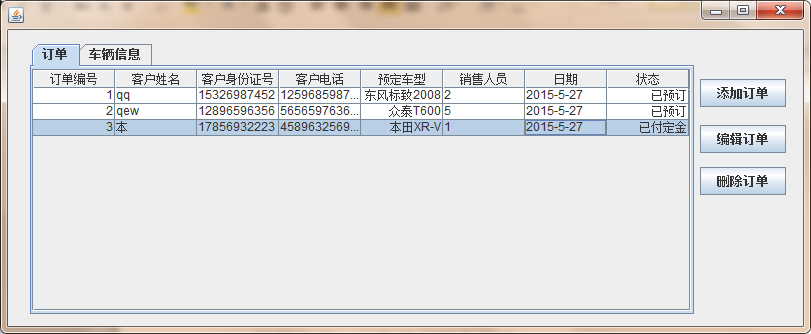 订单 车辆信息
订单编号 客户姓名 客户身份证号 客户电话 预定车型 销售人员 日期 状态
1 qq 15326987452 1259685987... 东风标致2008 2 2015-5-27 已预订
2 qew 12896596356 5656597636... 众泰T600 5 2015-5-27 已预订
3 本 17856932223 4589632569... 本田XR-V 1 2015-5-27 已付定金
添加订单
编辑订单
删除订单